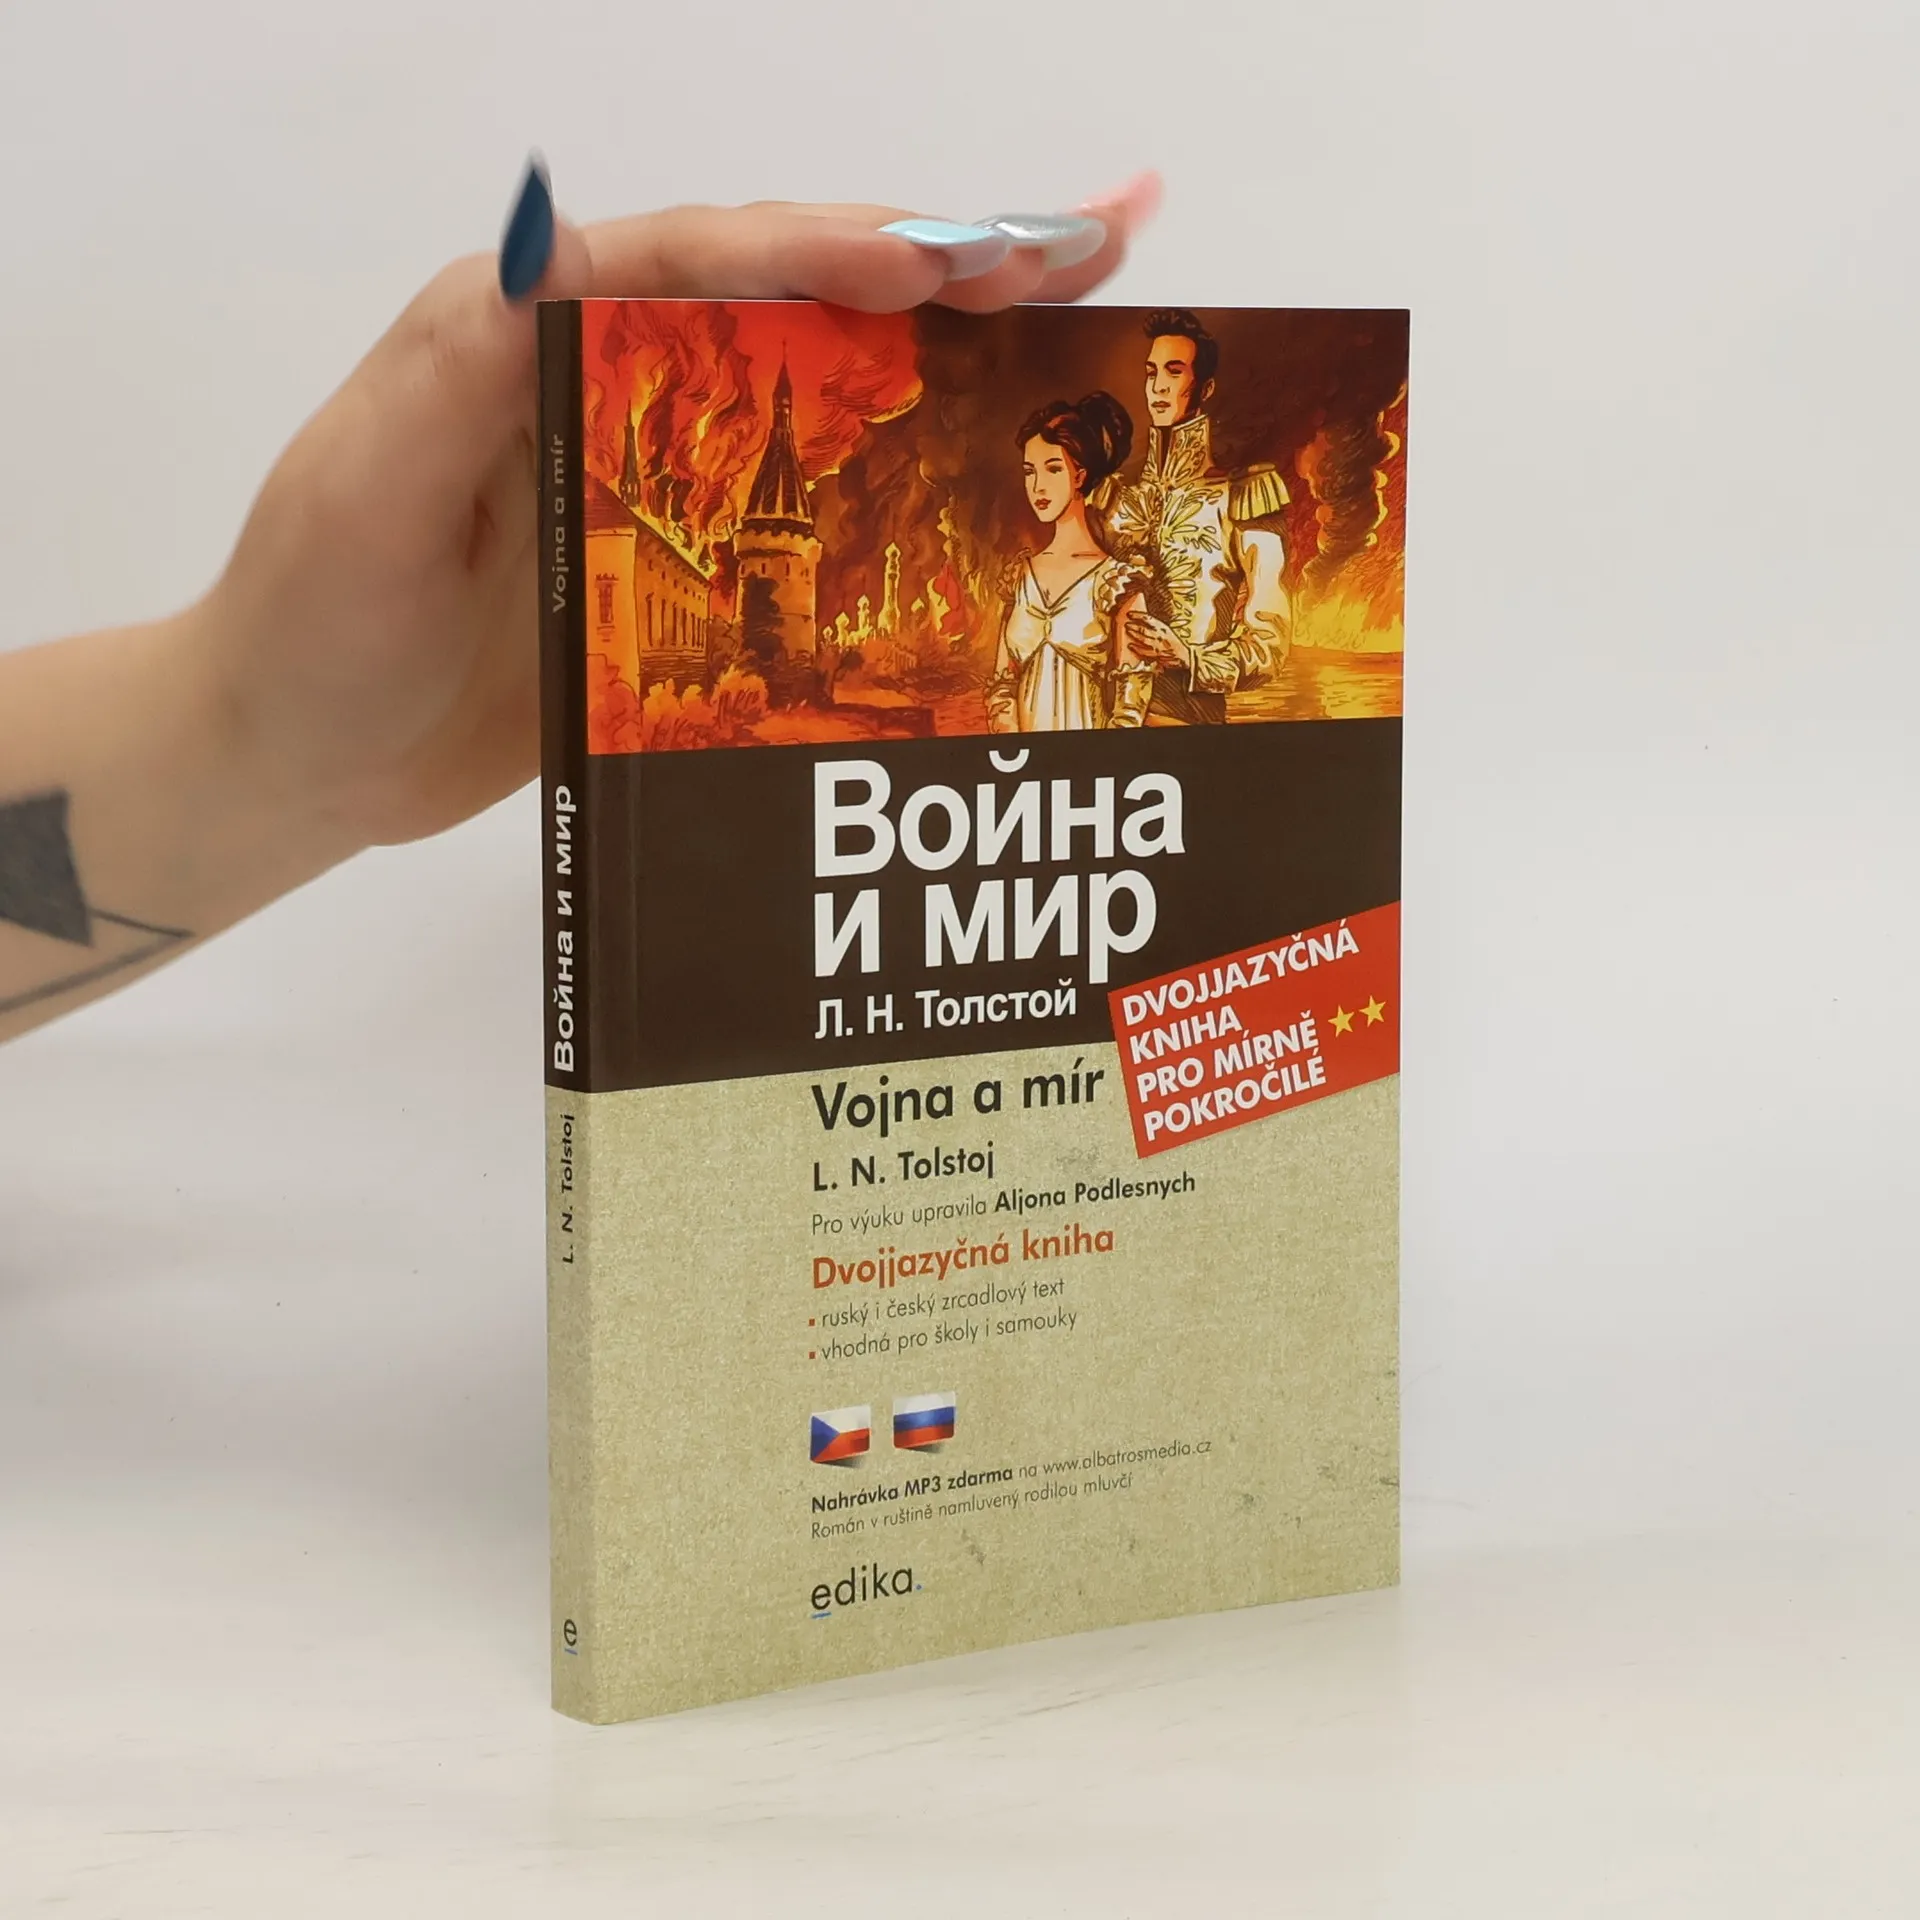 Война
и мир
Л. Н. Толстой
DVOJJAZYČNÁ
KNIHA
PRO MÍRNĚ
POKROČILÉ
Vojna a mír
L. N. Tolstoj
Pro výuku upravila Aljona Podlesnych
Dvojjazyčná kniha
▪ ruský i český zrcadlový text
▪ vhodná pro školy i samouky
Nahrávka MP3 zdarma na www.albatrosmedia.cz
Román v ruštině namluvený rodilou mluvčí
edika.
Vojna a mír
Война и мир
L. N. Tolstoj
e